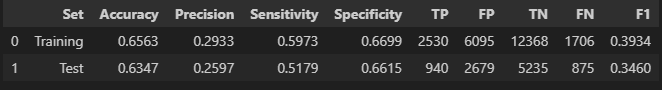 Set Accuracy Precision Sensitivity Specificity TP FP TN FN F1
0 Training 0.6563 0.2933 0.5973 0.6699 2530 6095 12368 1706 0.3934
1 Test 0.6347 0.2597 0.5179 0.6615 940 2679 5235 875 0.3460